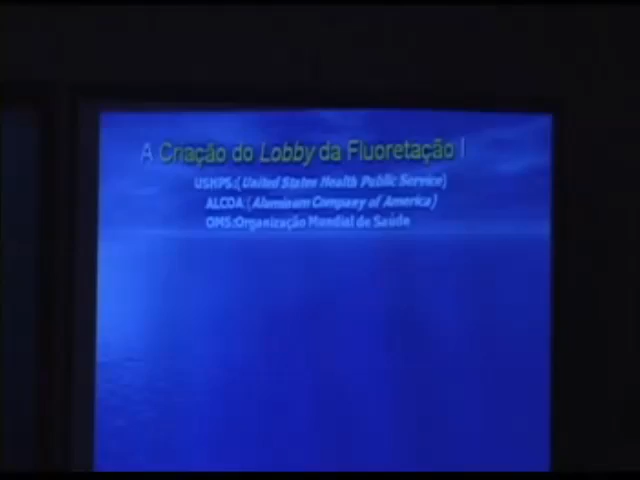 A Criação do Lobby da Fluoretação I
USHPS:(United States Health Public Service)
ALCOA:(Aluminum Company of America)
OMS:Organização Mundial de Saúde